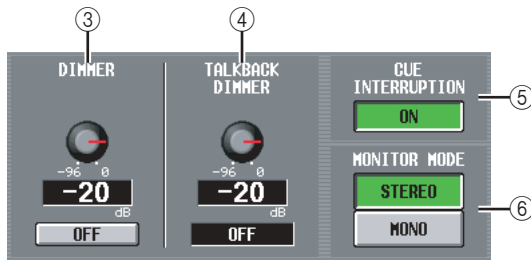 ③
④
DIMMER
-96 0
-20
dB
OFF
TALKBACK
DIMMER
-96 0
-20
dB
OFF
CUE
INTERRUPTION
ON
⑤
MONITOR MODE
STEREO
MONO
⑥